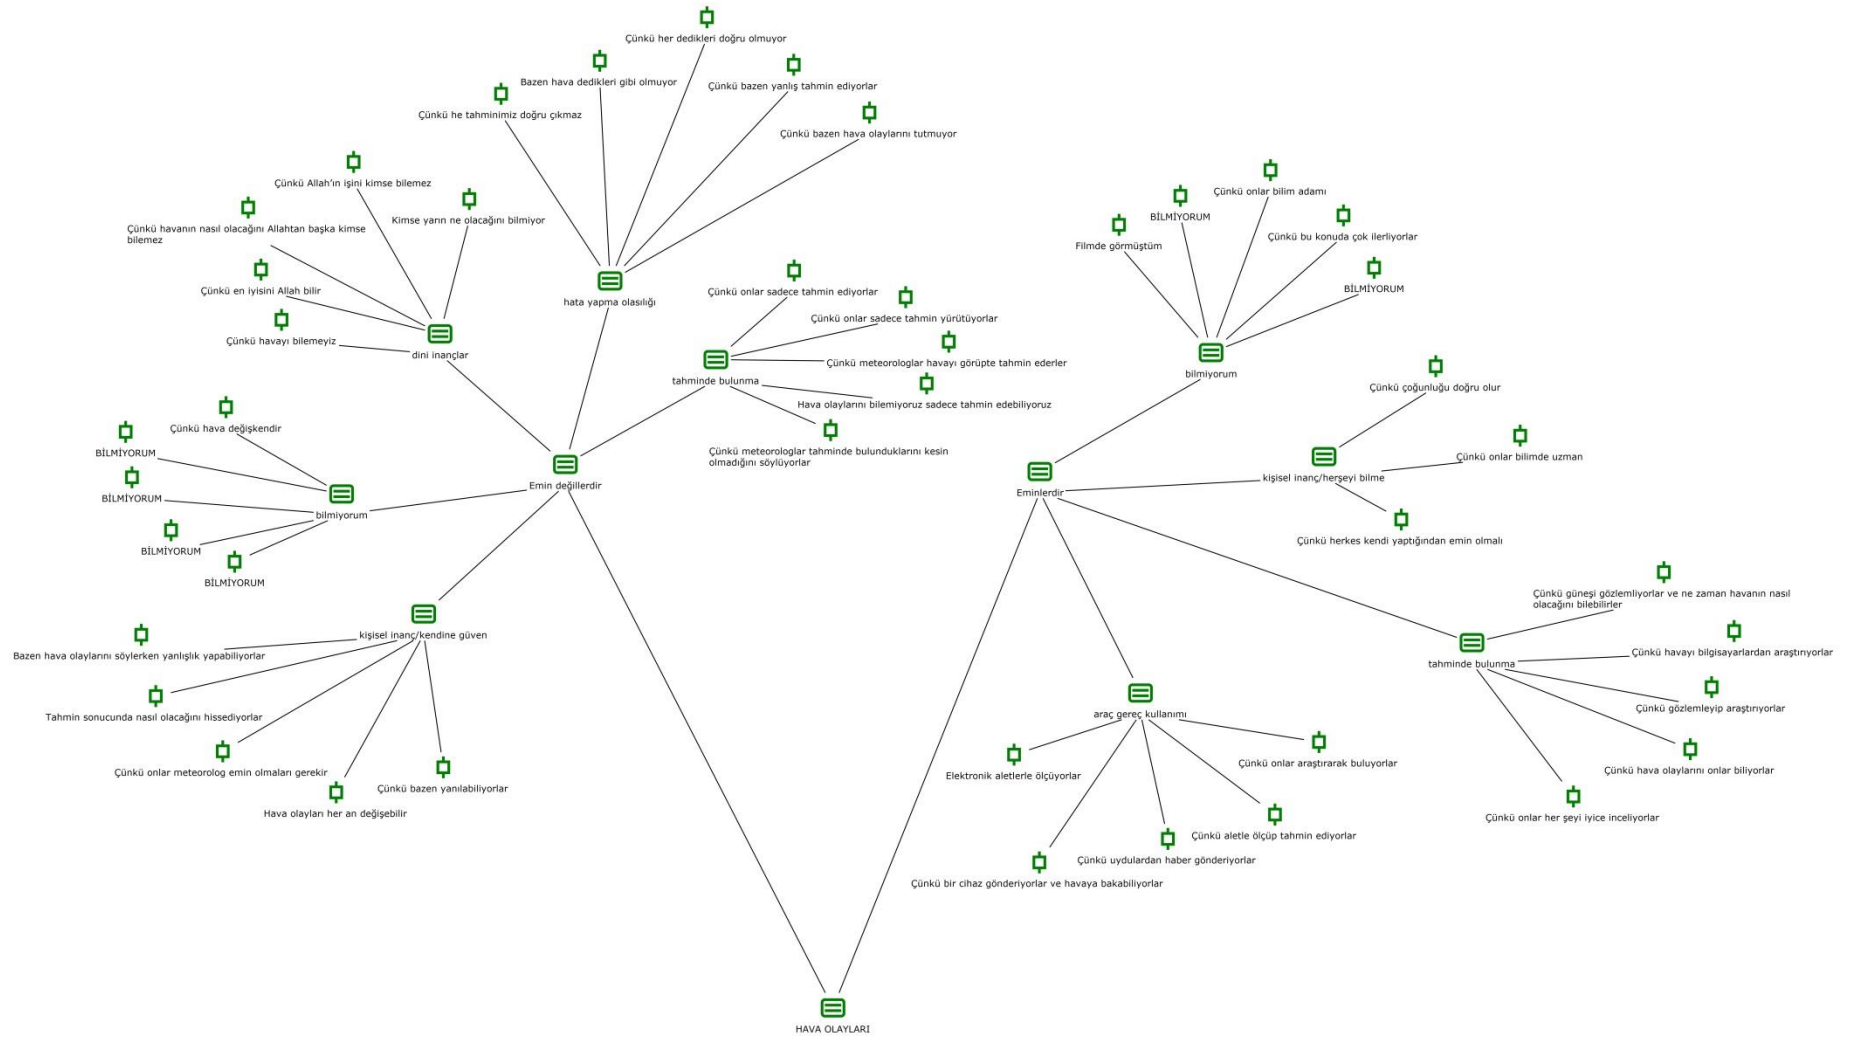 Çünkü her dedikleri doğru olmuyor
Bazen hava dedikleri gibi olmuyor
Çünkü bazen yanlış tahmin ediyorlar
Çünkü he tahminimiz doğru çıkmaz
Çünkü bazen hava olaylarını tutmuyor
hata yapma olasılığı
Çünkü Allah'ın işini kimse bilemez
Kimse yarın ne olacağını bilmiyor
Çünkü havanın nasıl olacağını Allahtan başka kimse
bilemez
Çünkü en iyisini Allah bilir
Çünkü havayı bilemeyiz
dini inançlar
Çünkü onlar sadece tahmin ediyorlar
Çünkü onlar sadece tahmin yürütüyorlar
Çünkü meteorologlar havayı görüpte tahmin ederler
tahminde bulunma
Hava olaylarını bilemiyoruz sadece tahmin edebiliyoruz
Çünkü meteorologlar tahminde bulunduklarını kesin
olmadığını söylüyorlar
Çünkü hava değişkendir
BİLMİYORUM
BİLMİYORUM
bilmiyorum
BİLMİYORUM
BİLMİYORUM
Emin değillerdir
kişisel inanç/kendine güven
Bazen hava olaylarını söylerken yanlışlık yapabiliyorlar
Tahmin sonucunda nasıl olacağını hissediyorlar
Çünkü onlar meteorolog emin olmaları gerekir
Hava olayları her an değişebilir
Çünkü bazen yanılabiliyorlar
Çünkü onlar bilim adamı
BİLMİYORUM
Filmde görmüştüm
Çünkü bu konuda çok ilerliyorlar
BİLMİYORUM
bilmiyorum
Çünkü çoğunluğu doğru olur
Çünkü onlar bilimde uzman
kişisel inanç/herşeyi bilme
Eminlerdir
Çünkü herkes kendi yaptığından emin olmalı
Çünkü güneşi gözlemliyorlar ve ne zaman havanın nasıl
olacağını bilebilirler
Çünkü havayı bilgisayarlardan araştırıyorlar
tahminde bulunma
Çünkü gözlemleyip araştırıyorlar
Çünkü hava olaylarını onlar biliyorlar
Çünkü onlar her şeyi iyice inceliyorlar
araç gereç kullanımı
Çünkü onlar araştırarak buluyorlar
Elektronik aletlerle ölçüyorlar
Çünkü aletle ölçüp tahmin ediyorlar
Çünkü uydulardan haber gönderiyorlar
Çünkü bir cihaz gönderiyorlar ve havaya bakabiliyorlar
HAVA OLAYLARI